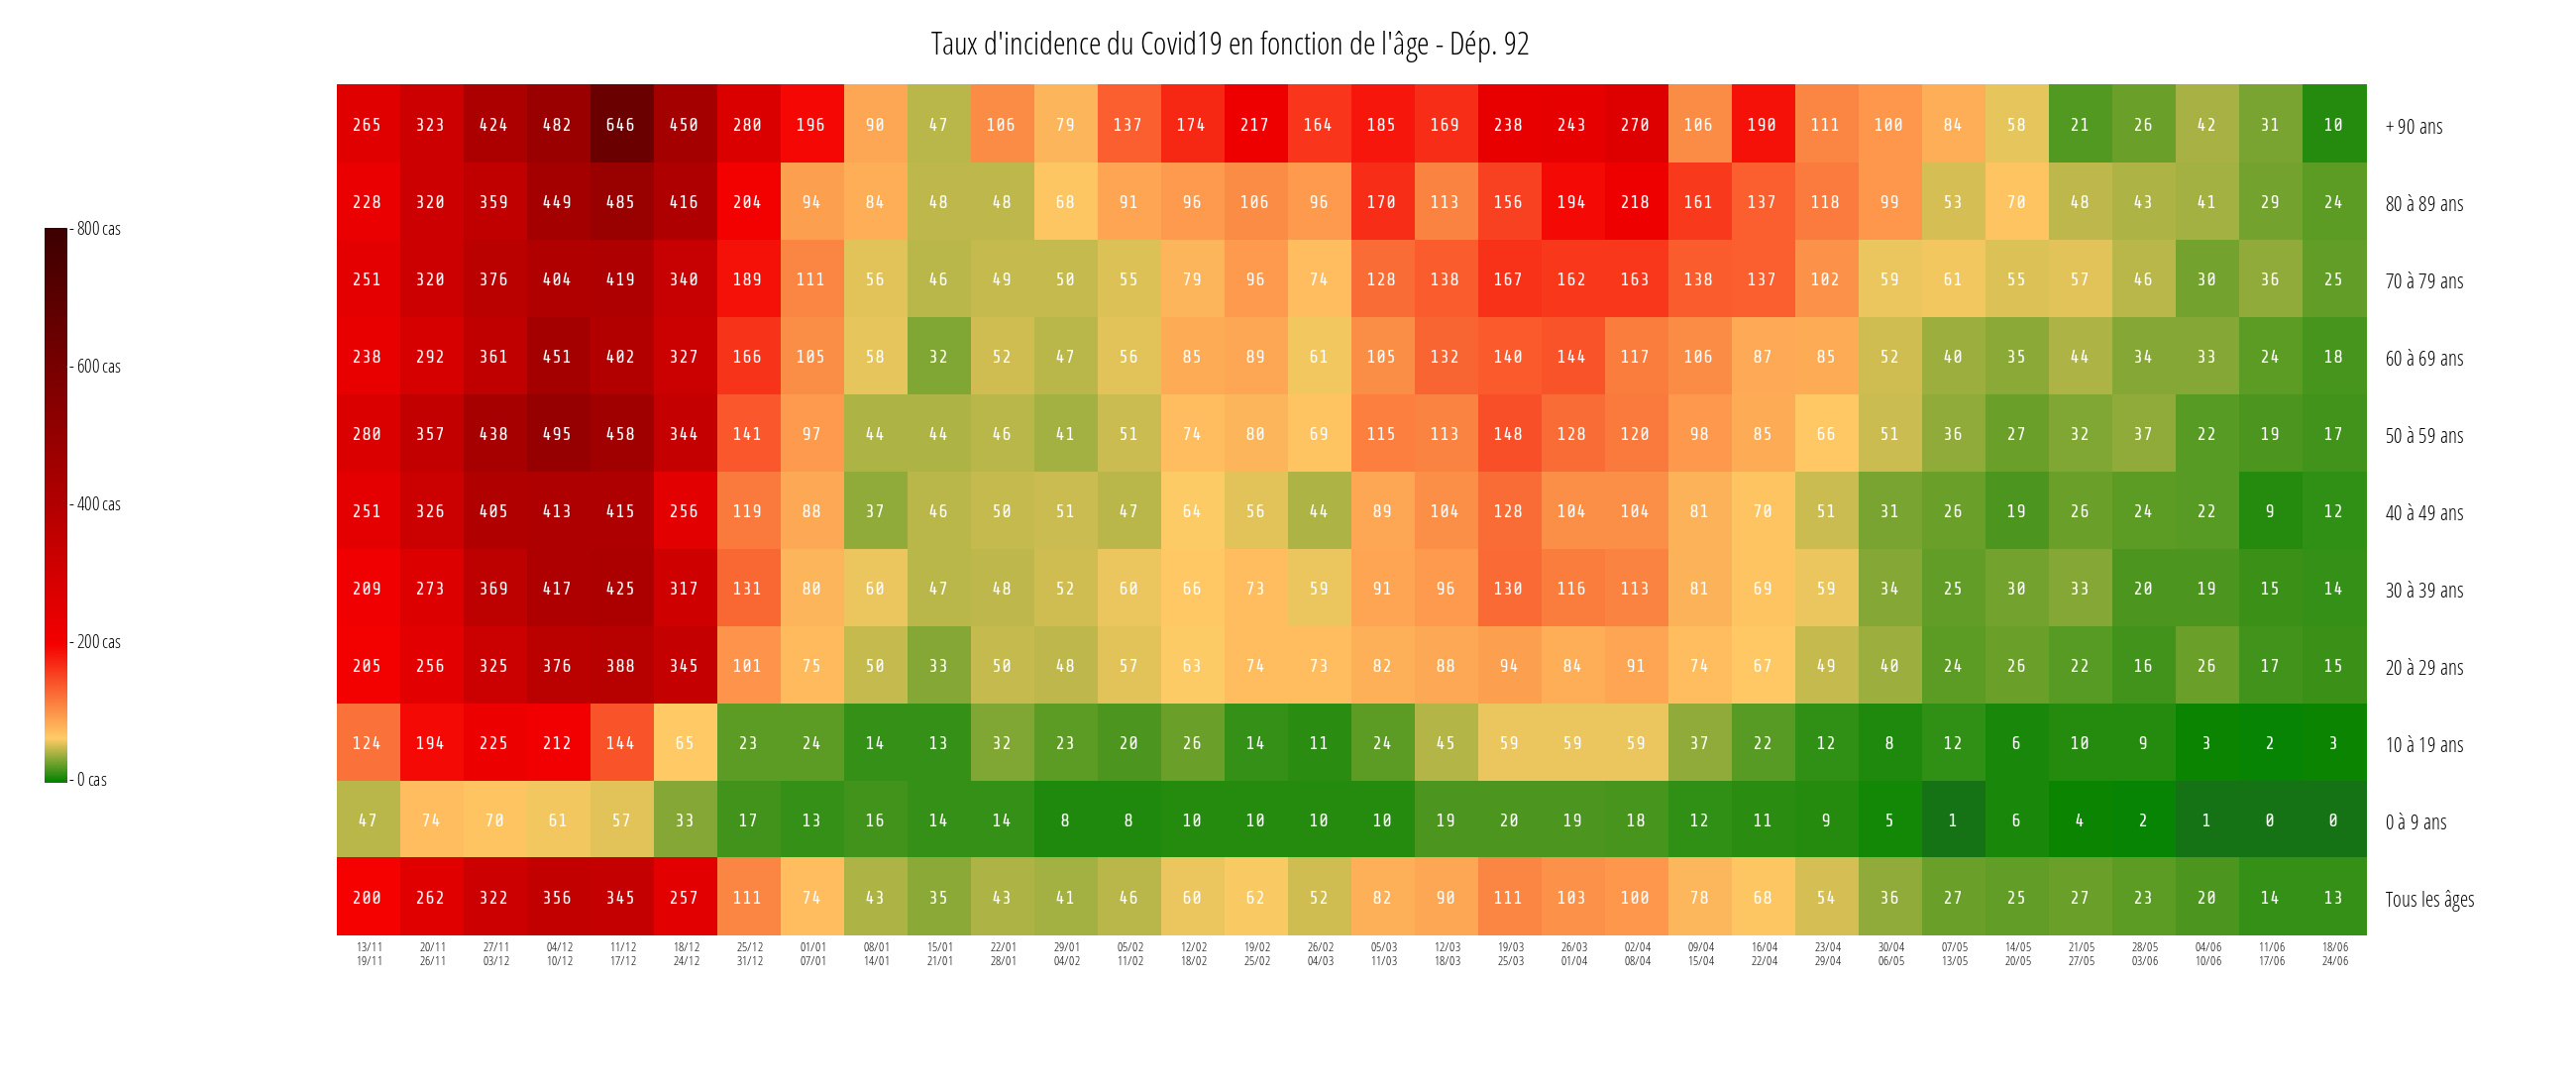 Taux d'incidence du Covid19 en fonction de l'âge - Dép. 92
265 323 424 482 646 450 280 196 90 47 106 79 137 174 217 164 185 169 238 243 270 106 190 111 100 84 58 21 26 42 31 10 + 90 ans
228 320 359 449 485 416 204 94 84 48 48 68 91 96 106 96 170 113 156 194 218 161 137 118 99 53 70 48 43 41 29 24 80 à 89 ans
- 800 cas
251 320 376 404 419 340 189 111 56 46 49 50 55 79 96 74 128 138 167 162 163 138 137 102 59 61 55 57 46 30 36 25 70 à 79 ans
238 292 361 451 402 327 166 105 58 32 52 47 56 85 89 61 105 132 140 144 117 106 87 85 52 40 35 44 34 33 24 18 60 à 69 ans
- 600 cas
280 357 438 495 458 344 141 97 44 44 46 41 51 74 80 69 115 113 148 128 120 98 85 66 51 36 27 32 37 22 19 17 50 à 59 ans
- 400 cas
251 326 405 413 415 256 119 88 37 46 50 51 47 64 56 44 89 104 128 104 104 81 70 51 31 26 19 26 24 22 9 12 40 à 49 ans
209 273 369 417 425 317 131 80 60 47 48 52 60 66 73 59 91 96 130 116 113 81 69 59 34 25 30 33 20 19 15 14 30 à 39 ans
- 200 cas
205 256 325 376 388 345 101 75 50 33 50 48 57 63 74 73 82 88 94 84 91 74 67 49 40 24 26 22 16 26 17 15 20 à 29 ans
124 194 225 212 144 65 23 24 14 13 32 23 20 26 14 11 24 45 59 59 59 37 22 12 8 12 6 10 9 3 2 3 10 à 19 ans
- 0 cas
47 74 70 61 57 33 17 13 16 14 14 8 8 10 10 10 10 19 20 19 18 12 11 9 5 1 6 4 2 1 0 0 0 à 9 ans
200 262 322 356 345 257 111 74 43 35 43 41 46 60 62 52 82 90 111 103 100 78 68 54 36 27 25 27 23 20 14 13 Tous les âges
13/11 20/11 27/11 04/12 11/12 18/12 25/12 01/01 08/01 15/01 22/01 29/01 05/02 12/02 19/02 26/02 05/03 12/03 19/03 26/03 02/04 09/04 16/04 23/04 30/04 07/05 14/05 21/05 28/05 04/06 11/06 18/06
19/11 26/11 03/12 10/12 17/12 24/12 31/12 07/01 14/01 21/01 28/01 04/02 11/02 18/02 25/02 04/03 11/03 18/03 25/03 01/04 08/04 15/04 22/04 29/04 06/05 13/05 20/05 27/05 03/06 10/06 17/06 24/06